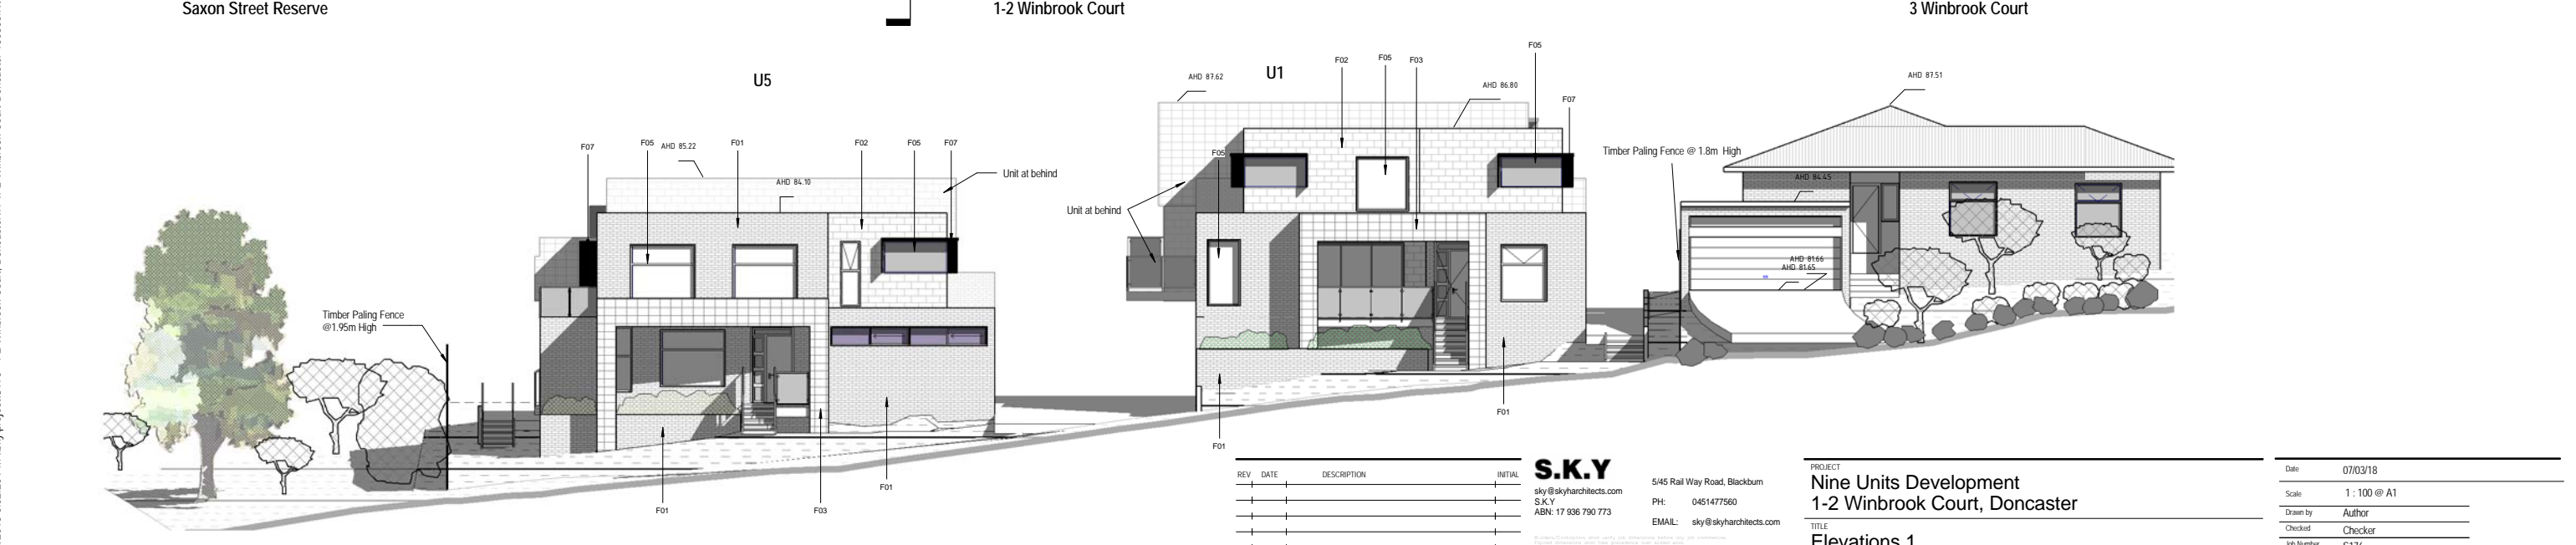 Saxon Street Reserve
1-2 Winbrook Court
3 Winbrook Court
U5
U1
F05
F02
F05
F03
AHD 87.62
AHD 86.80
AHD 87.51
F07
F07
F05
AHD 85.22
F01
F02
F05
F07
F05
Timber Paling Fence @ 1.8m High
Unit at behind
AHD 84.10
AHD 84.45
Unit at behind
AHD 81.66
AHD 81.65
Timber Paling Fence
@1.95m High
F01
F01
F01
F01
F03
REV DATE DESCRIPTION INITIAL
S.K.Y
sky@skyharchitects.com
S.K.Y
ABN: 17 936 790 773
5/45 Rail Way Road, Blackburn
PH: 0451477560
EMAIL: sky@skyharchitects.com
PROJECT
Nine Units Development
1-2 Winbrook Court, Doncaster
TITLE
Elevations 1
Date 07/03/18
Scale 1 : 100 @ A1
Drawn by Author
Checked Checker